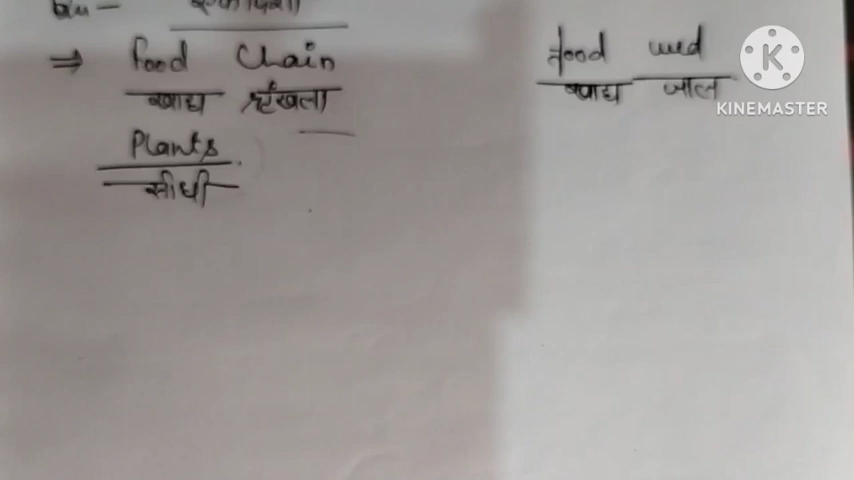 ⇒ Food Chain
खाद्य श्रृंखला
Plants
सीधी
food wed
खाद्य जाल
KINEMASTER